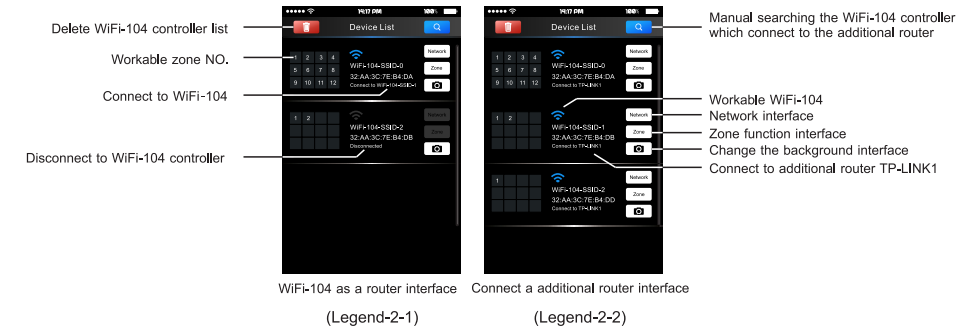 Delete WiFi-104 controller list
Workable zone NO.
Connect to WiFi-104
Disconnect to WiFi-104 controller
14:17 PM
100%
Device List
1 2 3 4
5 6 7 8
9 10 11 12
WiFi-104-SSID-0
32:AA:3C:7E:B4:DA
Connect to WiFi-104-SSID-1
Network
Zone
1 2
WiFi-104-SSID-2
32:AA:3C:7E:B4:DB
Disconnected
Network
Zone
WiFi-104 as a router interface
(Legend-2-1)
14:17 PM
100%
Device List
1 2 3 4
5 6 7 8
9 10 11 12
WiFi-104-SSID-0
32:AA:3C:7E:B4:DA
Connect to TP-LINK1
Network
Zone
1 2
WiFi-104-SSID-1
32:AA:3C:7E:B4:DB
Connect to TP-LINK1
Network
Zone
1
WiFi-104-SSID-2
32:AA:3C:7E:B4:DD
Connect to TP-LINK1
Network
Zone
Connect a additional router interface
(Legend-2-2)
Manual searching the WiFi-104 controller
which connect to the additional router
Workable WiFi-104
Network interface
Zone function interface
Change the background interface
Connect to additional router TP-LINK1